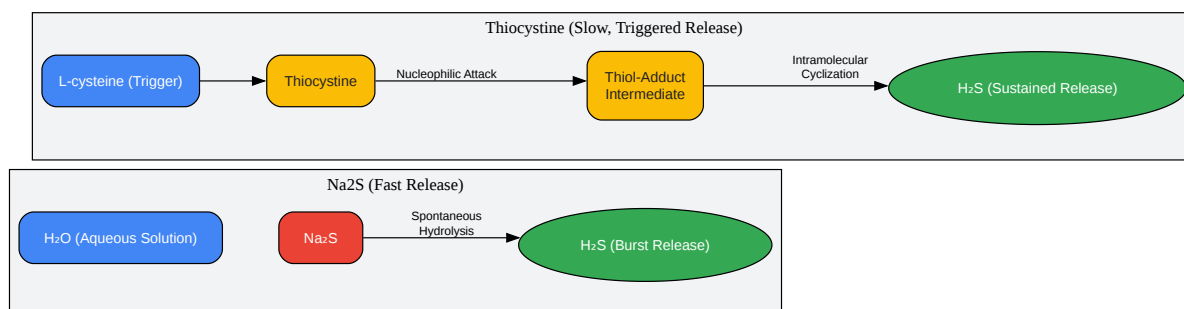 Thiocystine (Slow, Triggered Release)
L-cysteine (Trigger)
Thiocystine
Nucleophilic Attack
Thiol-Adduct
Intermediate
Intramolecular
Cyclization
H₂S (Sustained Release)
Na2S (Fast Release)
H₂O (Aqueous Solution)
Na₂S
Spontaneous
Hydrolysis
H₂S (Burst Release)